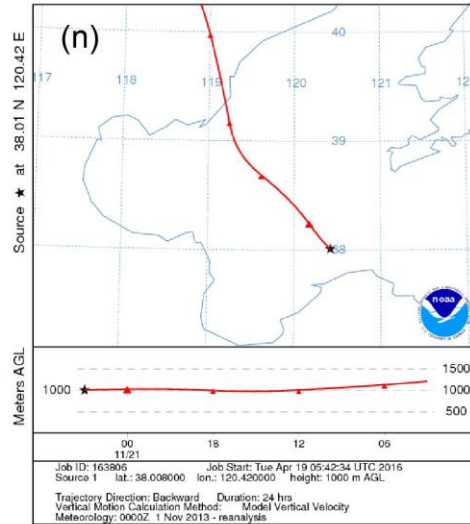 (n)
40
117
118
119
120
121
122
39
38
Source ★ at 38.01 N 120.42 E
noaa
Meters AGL
1500
1000
1000
500
00
18
12
06
11/21
Job ID: 163806 Job Start: Tue Apr 19 05:42:34 UTC 2016
Source 1 lat.: 38.008000 lon.: 120.420000 height: 1000 m AGL
Trajectory Direction: Backward Duration: 24 hrs
Vertical Motion Calculation Method: Model Vertical Velocity
Meteorology: 0000Z 1 Nov 2013 - reanalysis